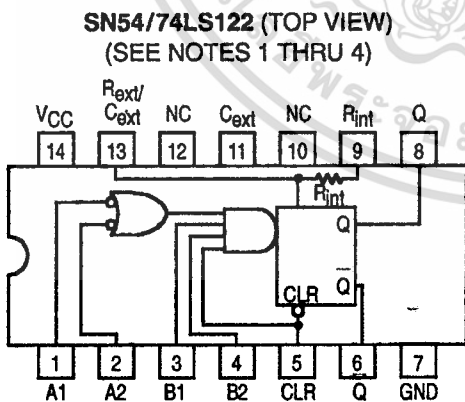 SN54/74LS122 (TOP VIEW)
(SEE NOTES 1 THRU 4)
Rext/
VCC Cext NC Cext NC Rint Q
14 13 12 11 10 9 8
Rint
Q
Q̅
CLR
1 2 3 4 5 6 7
A1 A2 B1 B2 CLR Q̅ GND